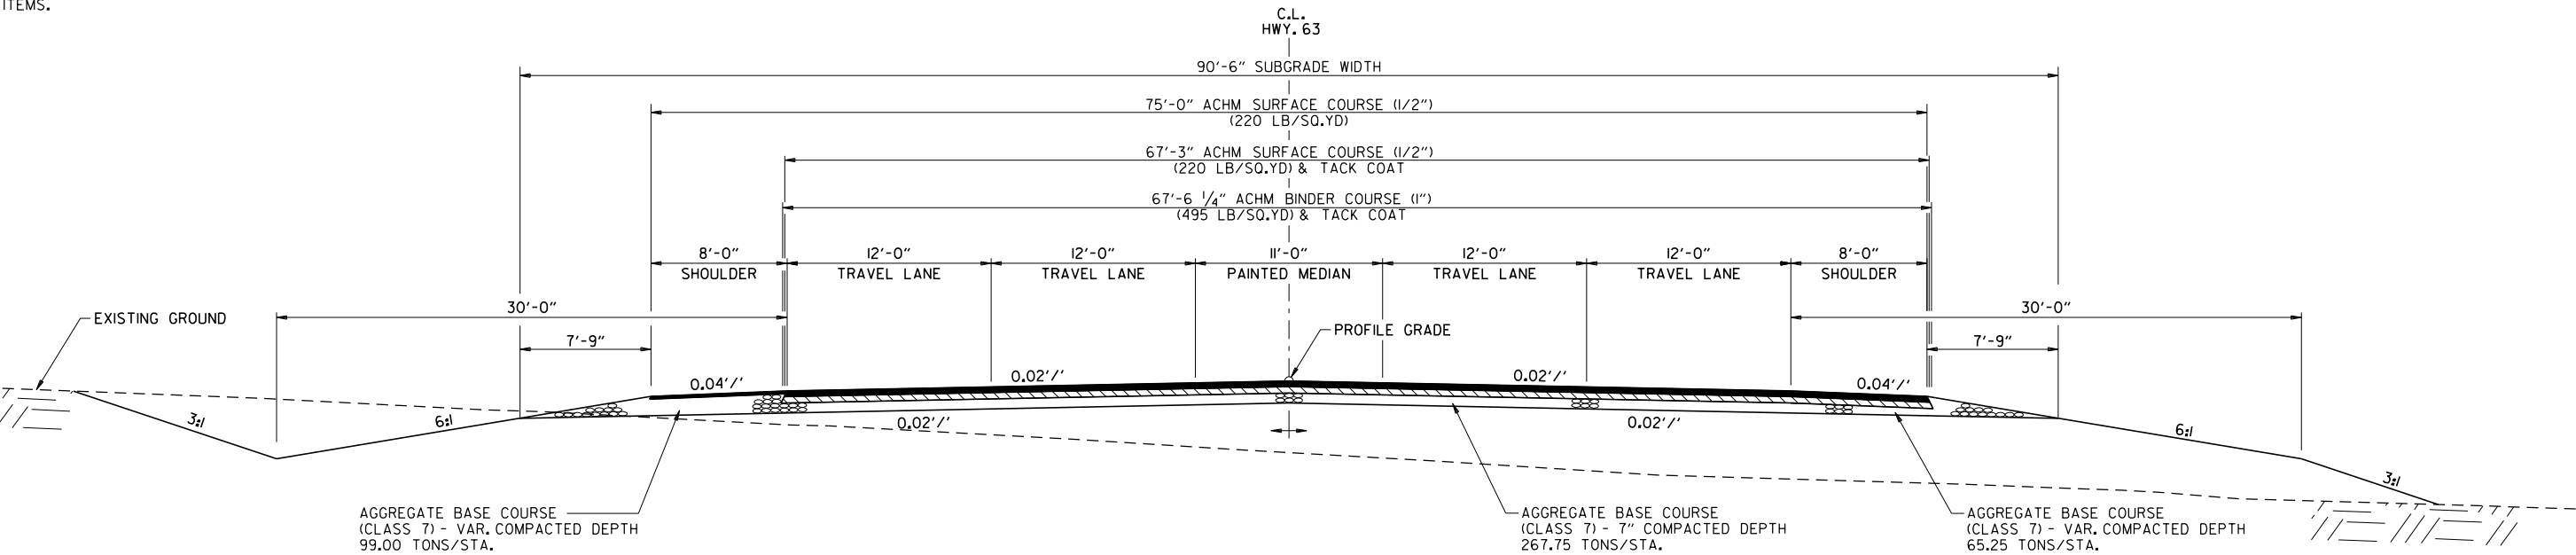 ITEMS.
C.L.
HWY. 63
90'-6" SUBGRADE WIDTH
75'-0" ACHM SURFACE COURSE (1/2")
(220 LB/SQ.YD)
67'-3" ACHM SURFACE COURSE (1/2")
(220 LB/SQ.YD) & TACK COAT
67'-6 1/4" ACHM BINDER COURSE (1")
(495 LB/SQ.YD) & TACK COAT
8'-0" 12'-0" 12'-0" 11'-0" 12'-0" 12'-0" 8'-0"
SHOULDER TRAVEL LANE TRAVEL LANE PAINTED MEDIAN TRAVEL LANE TRAVEL LANE SHOULDER
30'-0" 30'-0"
EXISTING GROUND
PROFILE GRADE
7'-9" 7'-9"
0.04'/' 0.02'/' 0.02'/' 0.04'/'
3:1 6:1 0.02'/' 0.02'/' 6:1
3:1
AGGREGATE BASE COURSE
(CLASS 7) - VAR. COMPACTED DEPTH
99.00 TONS/STA.
AGGREGATE BASE COURSE
(CLASS 7) - 7" COMPACTED DEPTH
267.75 TONS/STA.
AGGREGATE BASE COURSE
(CLASS 7) - VAR. COMPACTED DEPTH
65.25 TONS/STA.